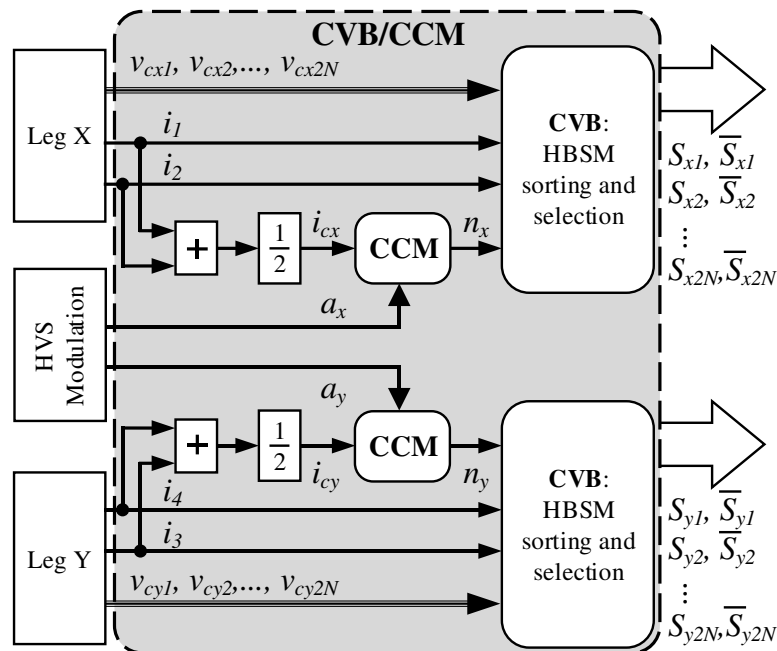 CVB/CCM
v_cx1, v_cx2,..., v_cx2N
Leg X
i_1
i_2
CVB:
HBSM
sorting and
selection
S_x1, S̅_x1
S_x2, S̅_x2
⋮
S_x2N, S̅_x2N
+
1/2
i_cx
CCM
n_x
HVS
Modulation
a_x
a_y
+
1/2
i_cy
CCM
n_y
Leg Y
i_4
i_3
v_cy1, v_cy2,..., v_cy2N
CVB:
HBSM
sorting and
selection
S_y1, S̅_y1
S_y2, S̅_y2
⋮
S_y2N, S̅_y2N